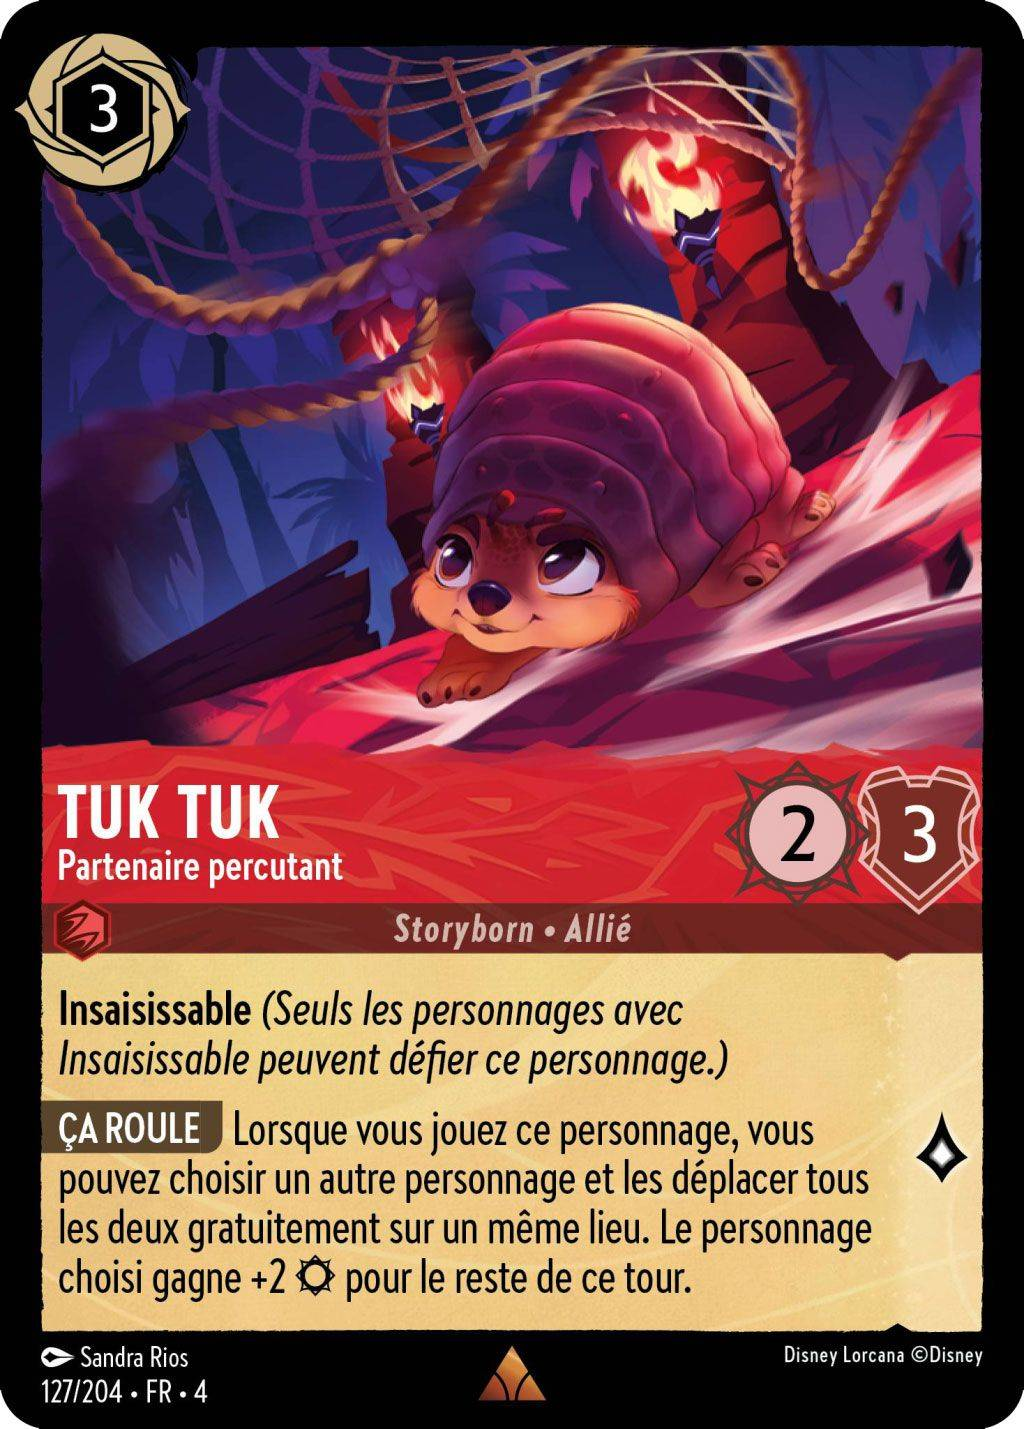 3
TUK TUK
Partenaire percutant
2
3
Storyborn • Allié
Insaisissable (Seuls les personnages avec
Insaisissable peuvent défier ce personnage.)
ÇA ROULE Lorsque vous jouez ce personnage, vous
pouvez choisir un autre personnage et les déplacer tous
les deux gratuitement sur un même lieu. Le personnage
choisi gagne +2 pour le reste de ce tour.
Sandra Rios
Disney Lorcana ©Disney
127/204 • FR • 4